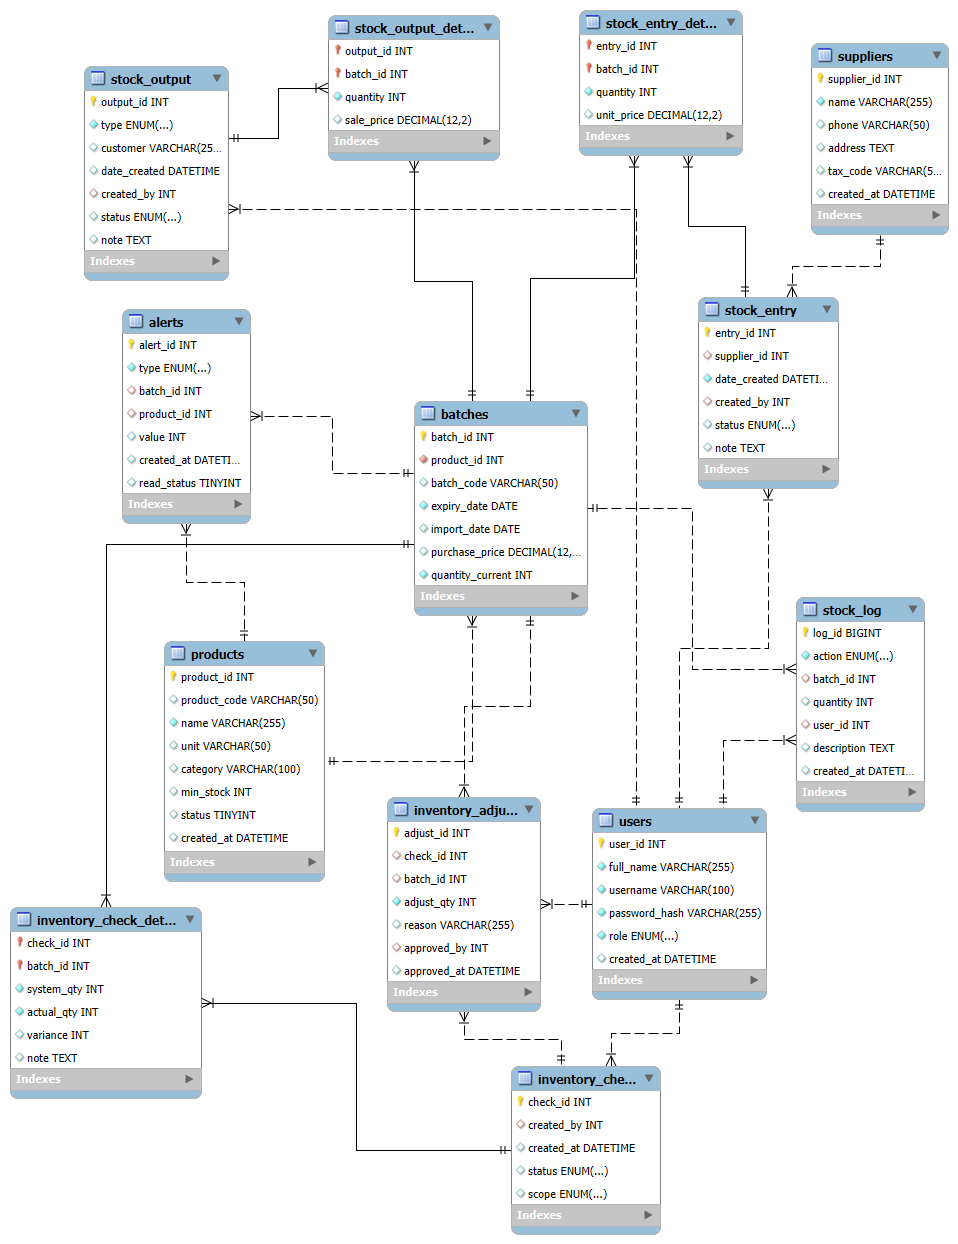 stock_output
output_id INT
type ENUM(...)
customer VARCHAR(25...
date_created DATETIME
created_by INT
status ENUM(...)
note TEXT
Indexes
stock_output_det...
output_id INT
batch_id INT
quantity INT
sale_price DECIMAL(12,2)
Indexes
stock_entry_det...
entry_id INT
batch_id INT
quantity INT
unit_price DECIMAL(12,2)
Indexes
suppliers
supplier_id INT
name VARCHAR(255)
phone VARCHAR(50)
address TEXT
tax_code VARCHAR(5...
created_at DATETIME
Indexes
alerts
alert_id INT
type ENUM(...)
batch_id INT
product_id INT
value INT
created_at DATETI...
read_status TINYINT
Indexes
batches
batch_id INT
product_id INT
batch_code VARCHAR(50)
expiry_date DATE
import_date DATE
purchase_price DECIMAL(12,...
quantity_current INT
Indexes
stock_entry
entry_id INT
supplier_id INT
date_created DATETI...
created_by INT
status ENUM(...)
note TEXT
Indexes
products
product_id INT
product_code VARCHAR(50)
name VARCHAR(255)
unit VARCHAR(50)
category VARCHAR(100)
min_stock INT
status TINYINT
created_at DATETIME
Indexes
stock_log
log_id BIGINT
action ENUM(...)
batch_id INT
quantity INT
user_id INT
description TEXT
created_at DATETI...
Indexes
inventory_adju...
adjust_id INT
check_id INT
batch_id INT
adjust_qty INT
reason VARCHAR(255)
approved_by INT
approved_at DATETIME
Indexes
users
user_id INT
full_name VARCHAR(255)
username VARCHAR(100)
password_hash VARCHAR(255)
role ENUM(...)
created_at DATETIME
Indexes
inventory_check_det...
check_id INT
batch_id INT
system_qty INT
actual_qty INT
variance INT
note TEXT
Indexes
inventory_che...
check_id INT
created_by INT
created_at DATETIME
status ENUM(...)
scope ENUM(...)
Indexes